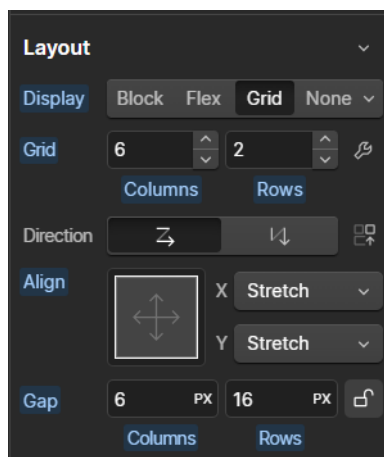 Layout
Display Block Flex Grid None
Grid 6 2
Columns Rows
Direction
Align X Stretch
Y Stretch
Gap 6 PX 16 PX
Columns Rows